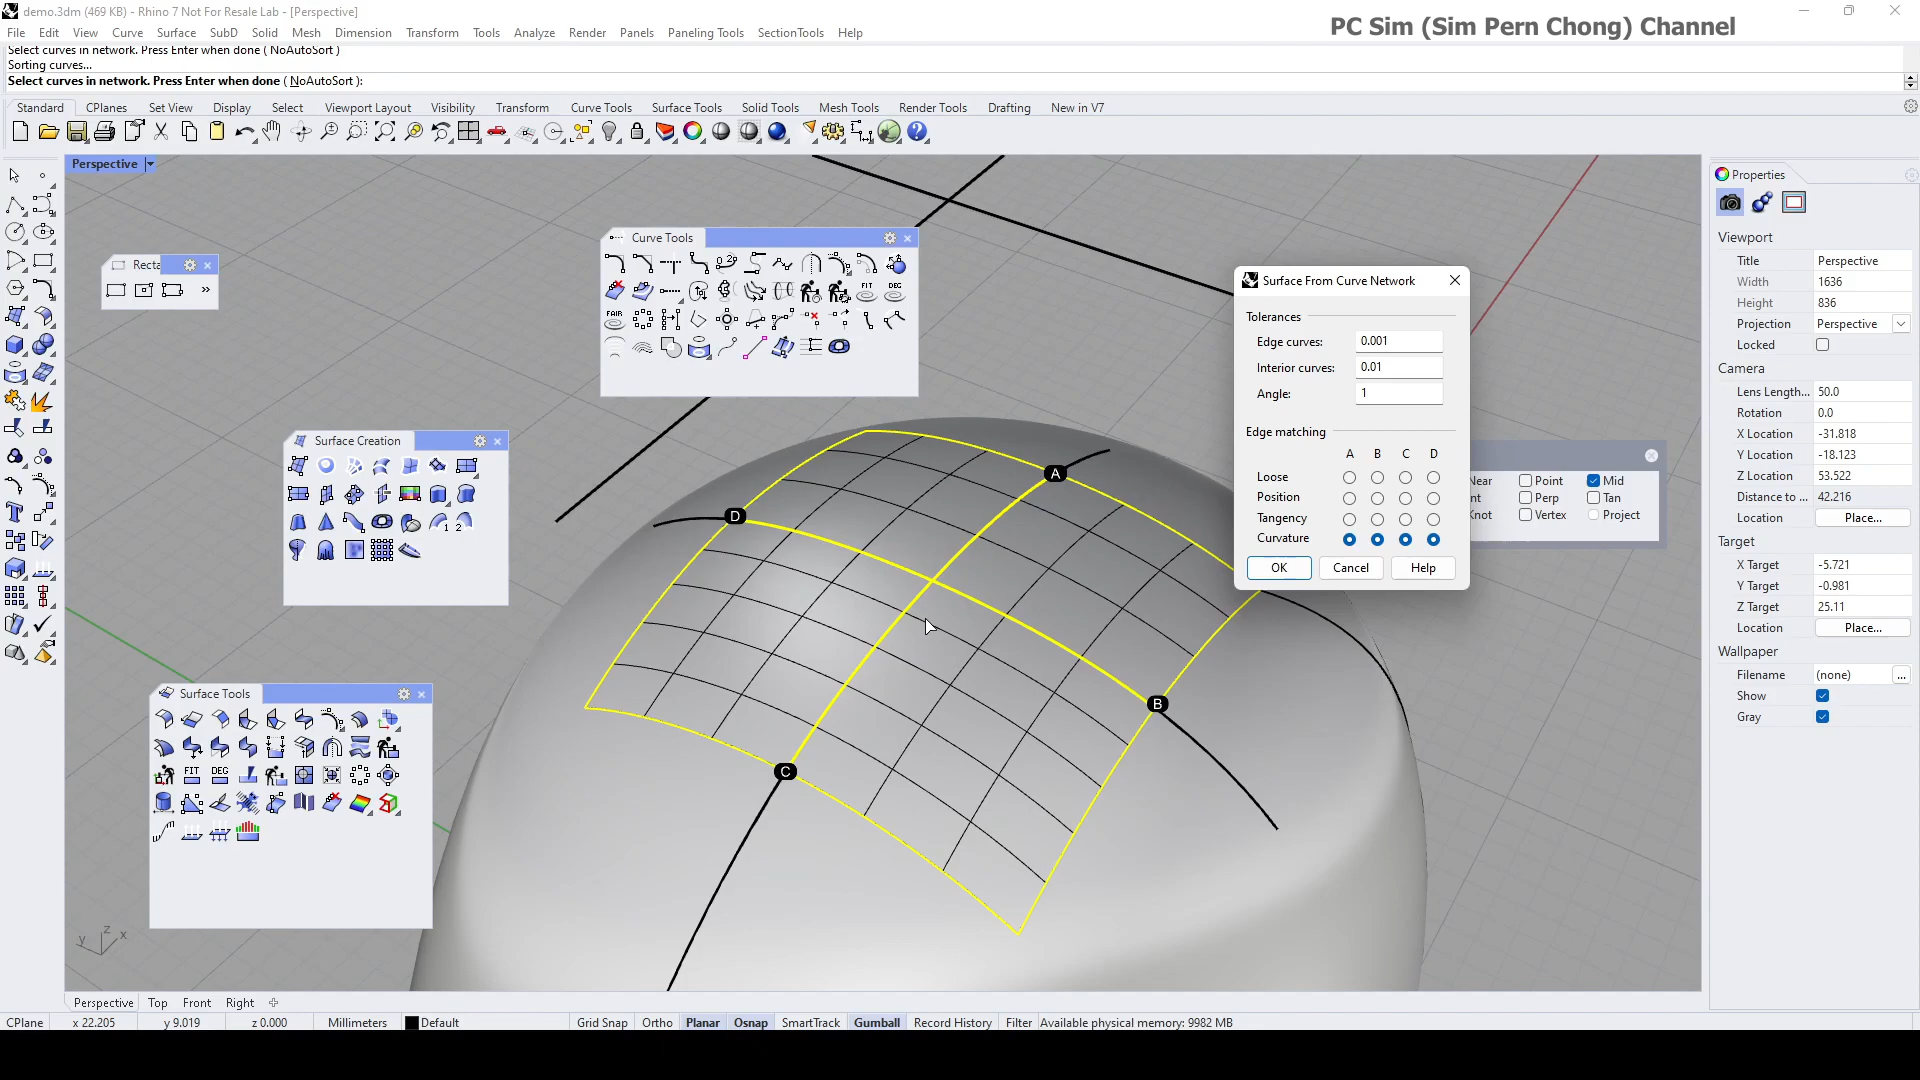 demo.3dm (469 KB) - Rhino 7 Not For Resale Lab - [Perspective]
PC Sim (Sim Pern Chong) Channel
File Edit View Curve Surface SubD Solid Mesh Dimension Transform Tools Analyze Render Panels Paneling Tools SectionTools Help
Select curves in network. Press Enter when done ( NoAutoSort )
Sorting curves...
Select curves in network. Press Enter when done ( NoAutoSort ):
Standard CPlanes Set View Display Select Viewport Layout Visibility Transform Curve Tools Surface Tools Solid Tools Mesh Tools Render Tools Drafting New in V7
Perspective
Recta
Curve Tools
FIT DEG
FAIR
Surface Creation
1 2
Surface Tools
FIT DEG
A
D
B
C
z
y x
Surface From Curve Network
Tolerances
Edge curves: 0.001
Interior curves: 0.01
Angle: 1
Edge matching
A B C D
Loose
Position
Tangency
Curvature
OK Cancel Help
Near Point Mid
nt Perp Tan
Knot Vertex Project
Properties
Viewport
Title Perspective
Width 1636
Height 836
Projection Perspective
Locked
Camera
Lens Length... 50.0
Rotation 0.0
X Location -31.818
Y Location -18.123
Z Location 53.522
Distance to ... 42.216
Location Place...
Target
X Target -5.721
Y Target -0.981
Z Target 25.11
Location Place...
Wallpaper
Filename (none) ...
Show
Gray
Perspective Top Front Right
CPlane x 22.205 y 9.019 z 0.000 Millimeters Default Grid Snap Ortho Planar Osnap SmartTrack Gumball Record History Filter Available physical memory: 9982 MB